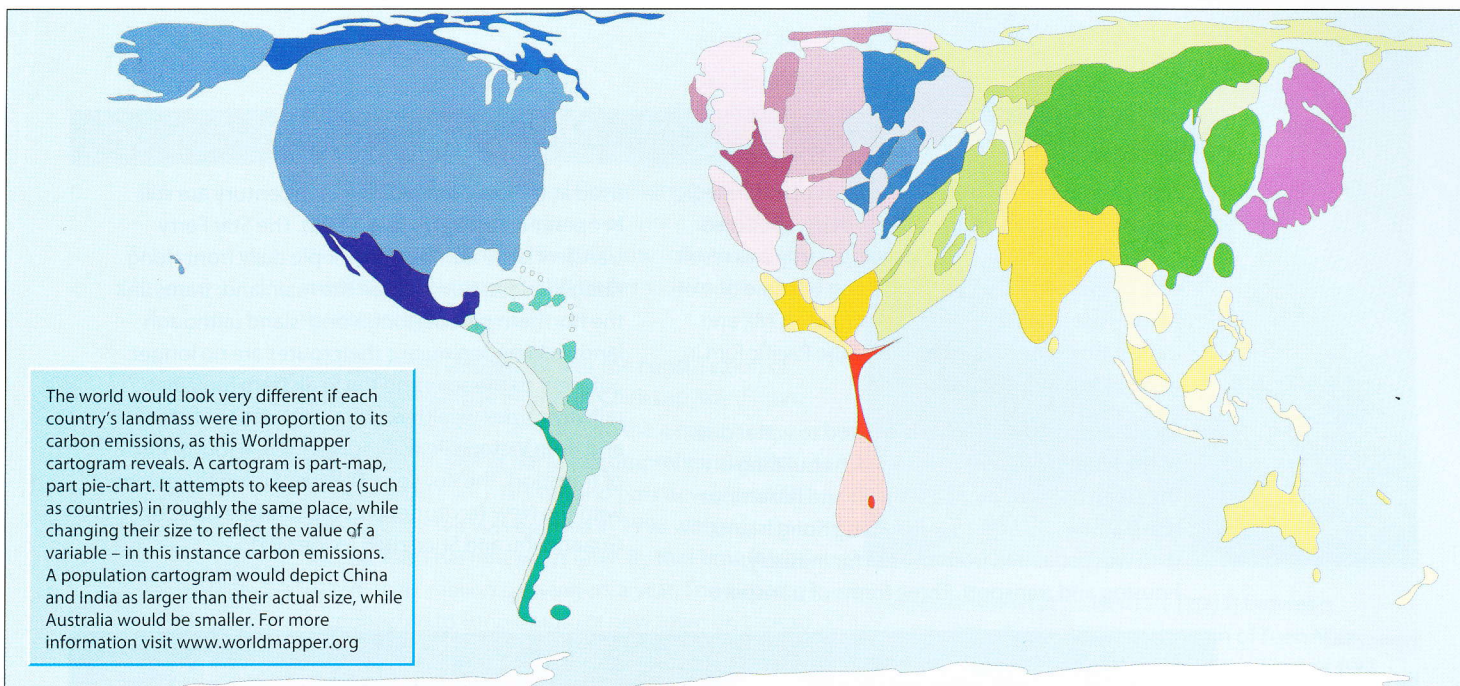 The world would look very different if each
country's landmass were in proportion to its
carbon emissions, as this Worldmapper
cartogram reveals. A cartogram is part-map,
part pie-chart. It attempts to keep areas (such
as countries) in roughly the same place, while
changing their size to reflect the value of a
variable – in this instance carbon emissions.
A population cartogram would depict China
and India as larger than their actual size, while
Australia would be smaller. For more
information visit www.worldmapper.org